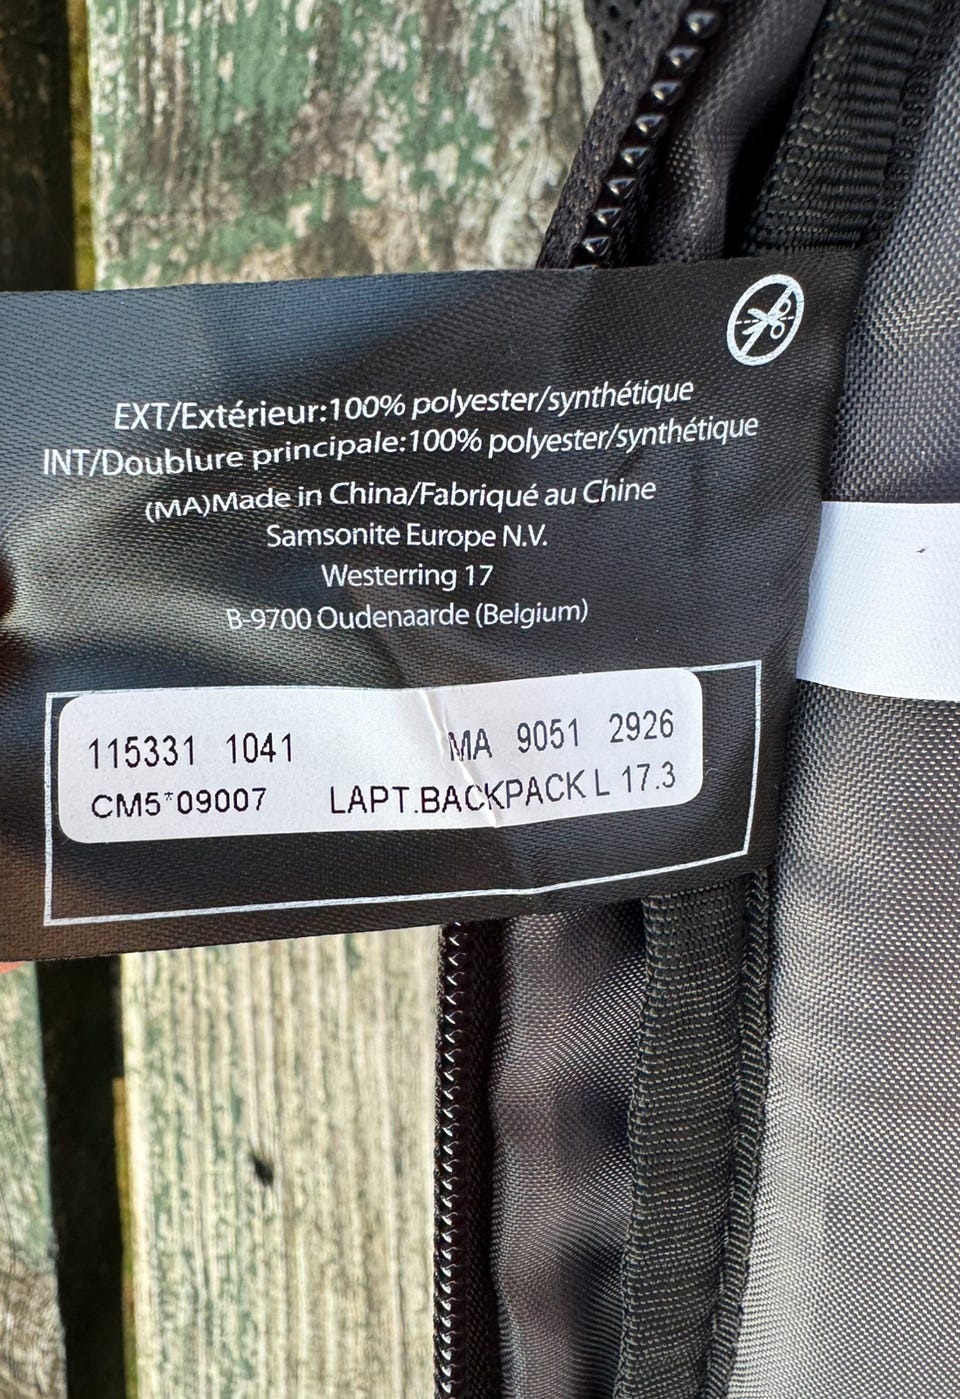 EXT/Extérieur:100% polyester/synthétique
INT/Doublure principale:100% polyester/synthétique
(MA)Made in China/Fabriqué au Chine
Samsonite Europe N.V.
Westerring 17
B-9700 Oudenaarde (Belgium)
115331 1041 MA 9051 2926
CM5*09007 LAPT.BACKPACK L 17.3